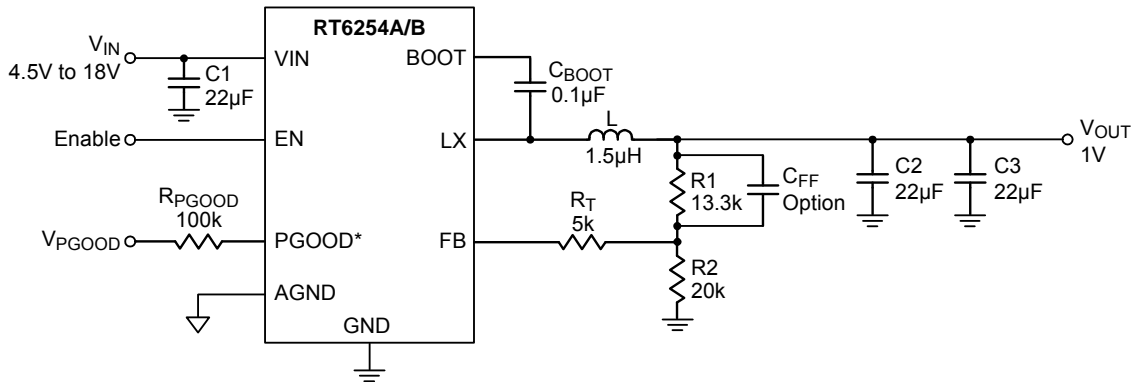 RT6254A/B
VIN
4.5V to 18V
C1
22µF
VIN
BOOT
CBOOT
0.1µF
Enable
EN
LX
L
1.5µH
VOUT
1V
C2
22µF
C3
22µF
R1
13.3k
CFF
Option
RPGOOD
100k
VPGOOD
PGOOD*
FB
RT
5k
R2
20k
AGND
GND